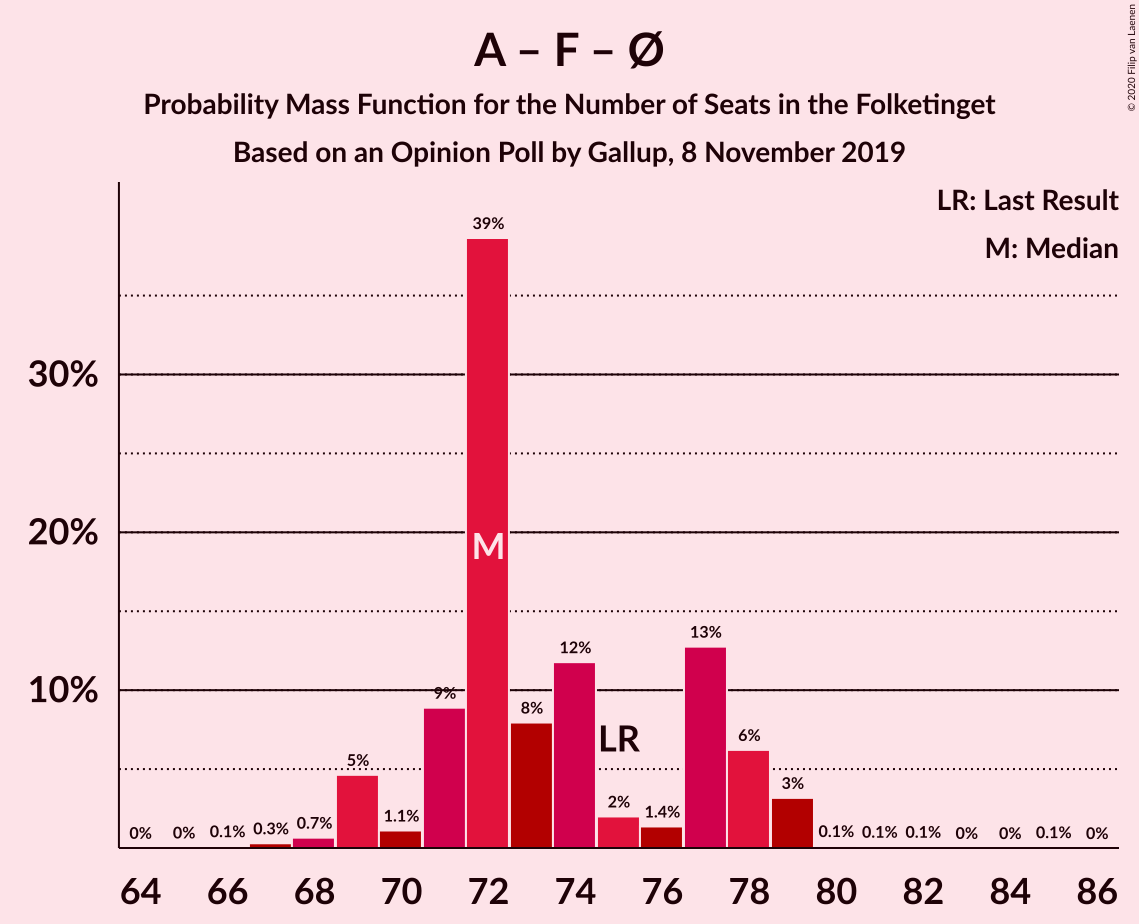 A – F – Ø
Probability Mass Function for the Number of Seats in the Folketinget
Based on an Opinion Poll by Gallup, 8 November 2019
© 2020 Filip van Laenen
LR: Last Result
M: Median
30%
20%
10%
0%
0%
0.1%
0.3%
0.7%
5%
1.1%
9%
39%
M
8%
12%
LR
2%
1.4%
13%
6%
3%
0.1%
0.1%
0.1%
0%
0%
0.1%
0%
64 66 68 70 72 74 76 78 80 82 84 86